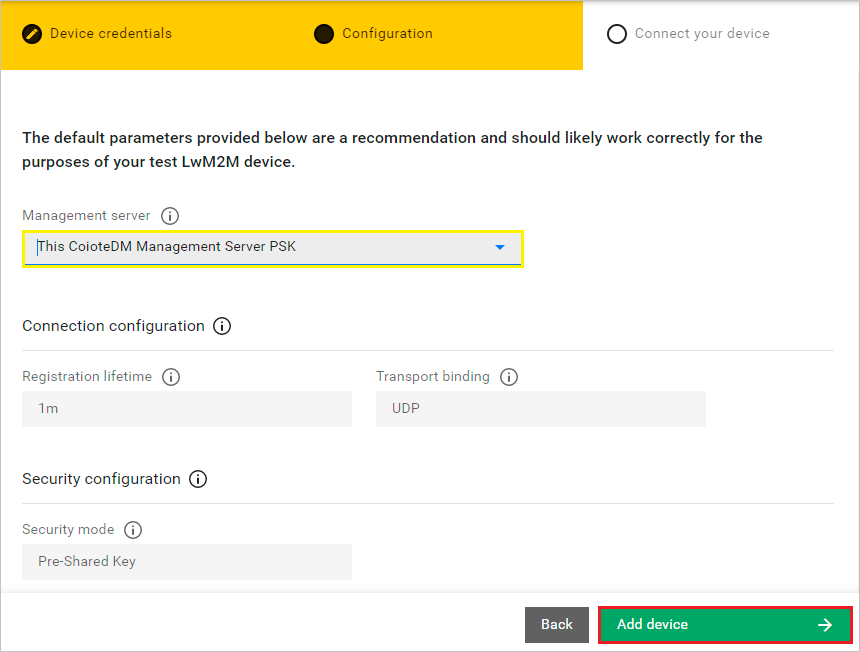 Device credentials
Configuration
Connect your device
The default parameters provided below are a recommendation and should likely work correctly for the
purposes of your test LwM2M device.
Management server
This CoioteDM Management Server PSK
Connection configuration
Registration lifetime
Transport binding
1m
UDP
Security configuration
Security mode
Pre-Shared Key
Back
Add device